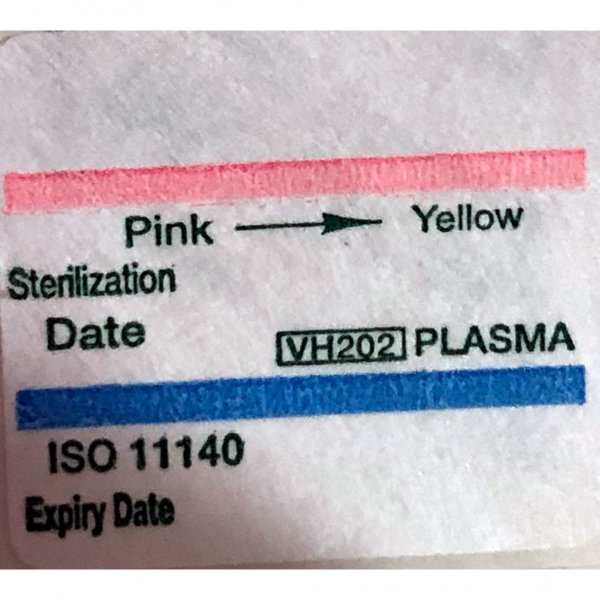 Pink → Yellow
Sterilization
Date
VH202 PLASMA
ISO 11140
Expiry Date